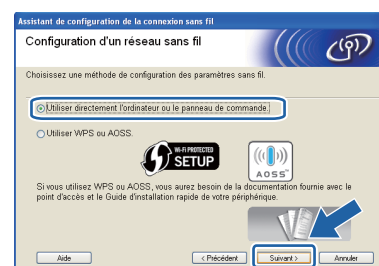 Assistant de configuration de la connexion sans fil
Configuration d'un réseau sans fil
Choisissez une méthode de configuration des paramètres sans fil.
Utiliser directement l'ordinateur ou le panneau de commande.
Utiliser WPS ou AOSS.
WI-FI PROTECTED
SETUP
AOSS™
Si vous utilisez WPS ou AOSS, vous aurez besoin de la documentation fournie avec le
point d'accès et le Guide d'installation rapide de votre périphérique.
Aide
< Précédent
Suivant >
Annuler